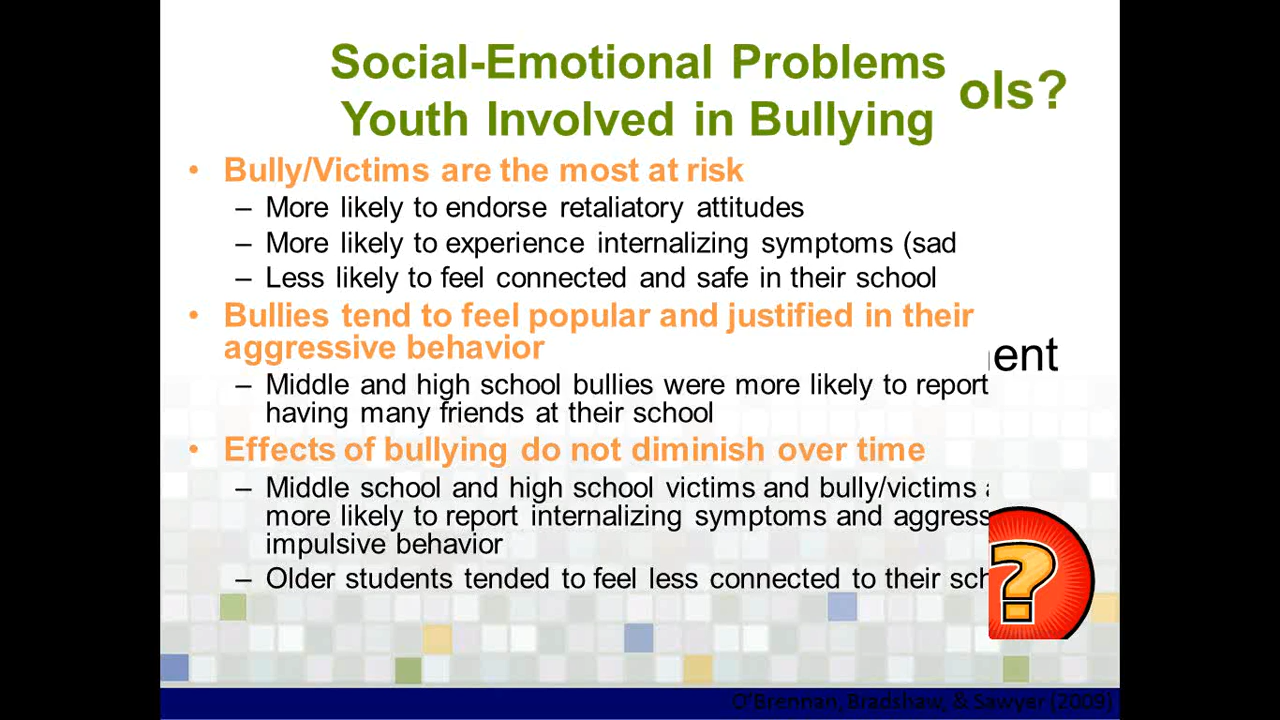 Social-Emotional Problems
Youth Involved in Bullying
ols?
• Bully/Victims are the most at risk
– More likely to endorse retaliatory attitudes
– More likely to experience internalizing symptoms (sad
– Less likely to feel connected and safe in their school
• Bullies tend to feel popular and justified in their
aggressive behavior
ent
– Middle and high school bullies were more likely to report
having many friends at their school
• Effects of bullying do not diminish over time
– Middle school and high school victims and bully/victims
more likely to report internalizing symptoms and aggress
impulsive behavior
– Older students tended to feel less connected to their sch
?
O'Brennan, Bradshaw, & Sawyer (2009)